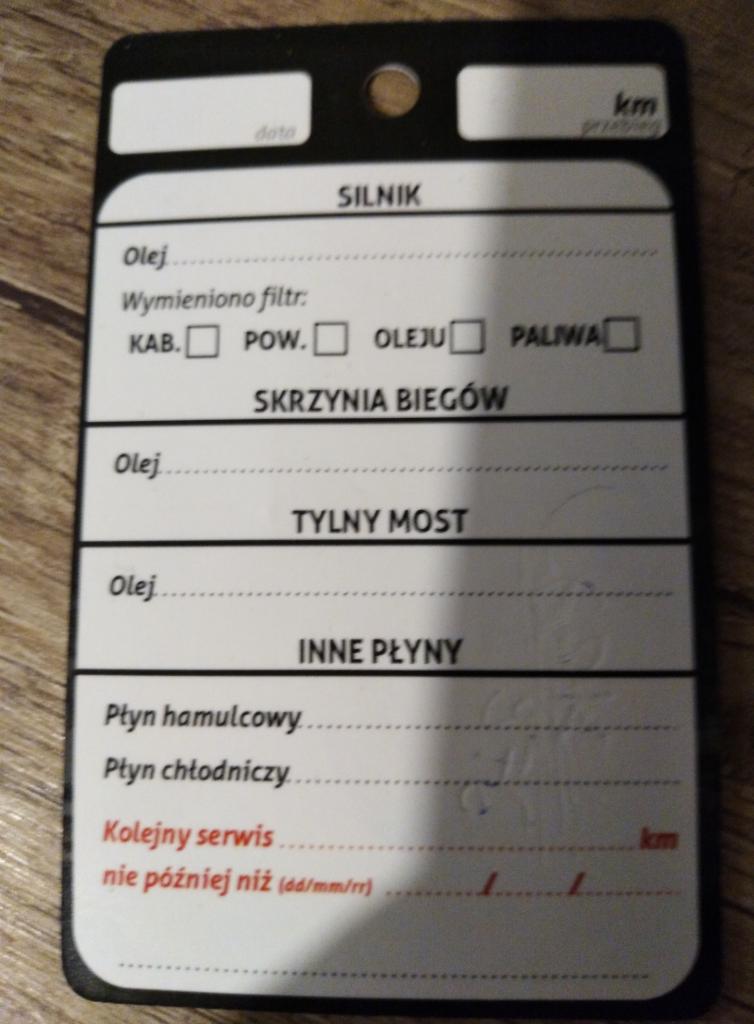 data
km
przebieg
SILNIK
Olej
Wymieniono filtr:
KAB. POW. OLEJU PALIWA
SKRZYNIA BIEGÓW
Olej
TYLNY MOST
Olej
INNE PŁYNY
Płyn hamulcowy
Płyn chłodniczy
Kolejny serwis km
nie później niż (dd/mm/rr) / /